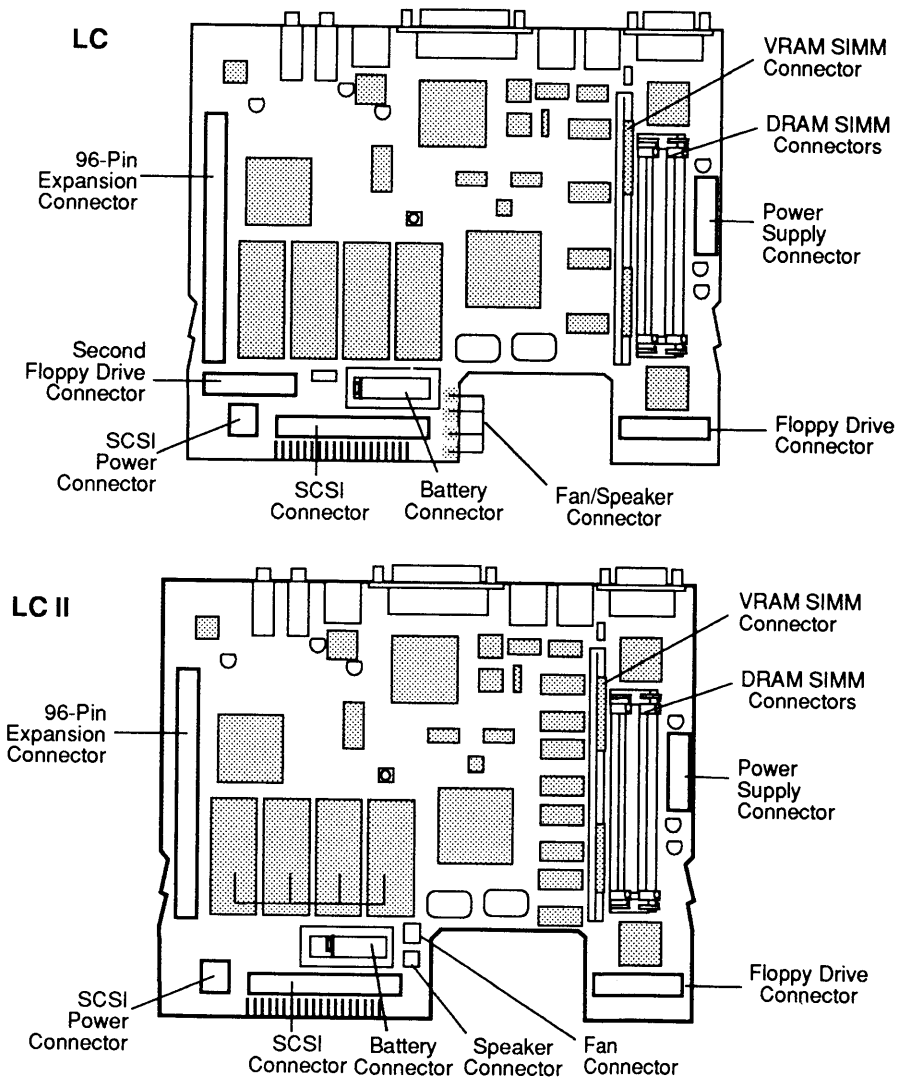 LC
VRAM SIMM
Connector
DRAM SIMM
Connectors
96-Pin
Expansion
Connector
Power
Supply
Connector
Second
Floppy Drive
Connector
SCSI
Power
Connector
SCSI
Connector
Battery
Connector
Fan/Speaker
Connector
Floppy Drive
Connector
LC II
VRAM SIMM
Connector
DRAM SIMM
Connectors
96-Pin
Expansion
Connector
Power
Supply
Connector
SCSI
Power
Connector
SCSI
Connector
Battery
Connector
Speaker
Connector
Fan
Connector
Floppy Drive
Connector